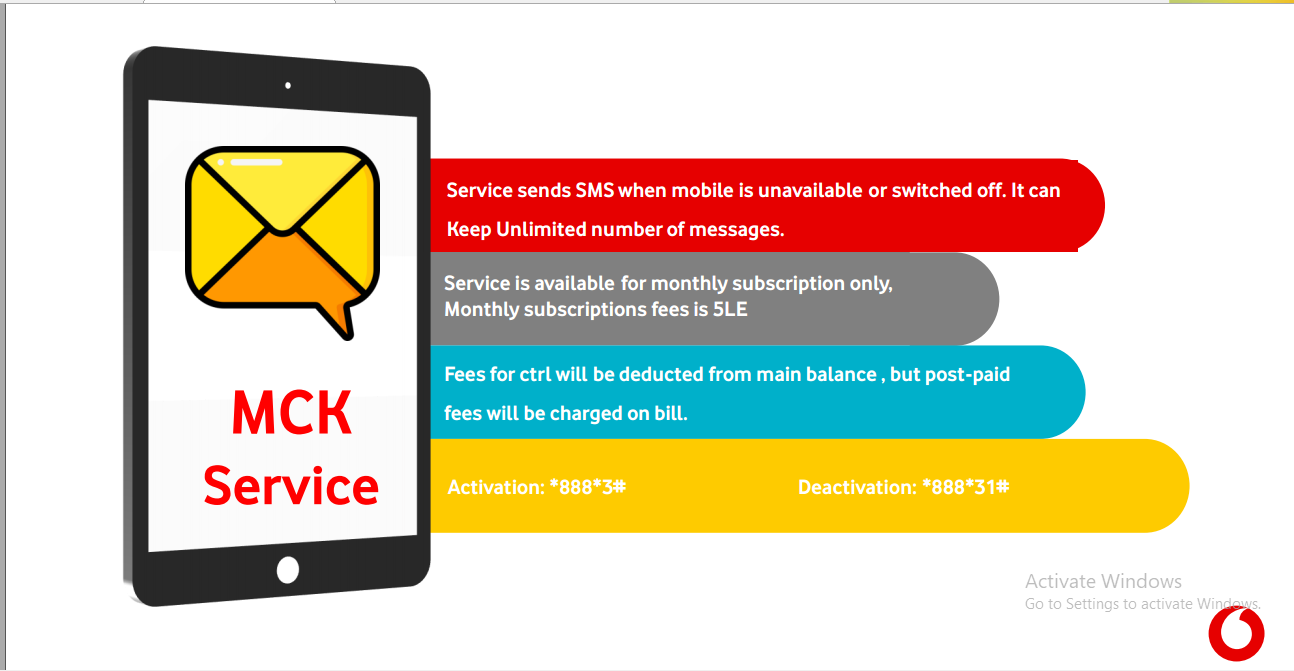 MCK
Service
Service sends SMS when mobile is unavailable or switched off. It can
Keep Unlimited number of messages.
Service is available for monthly subscription only,
Monthly subscriptions fees is 5LE
Fees for ctrl will be deducted from main balance , but post-paid
fees will be charged on bill.
Activation: *888*3# Deactivation: *888*31#
Activate Windows
Go to Settings to activate Windows.